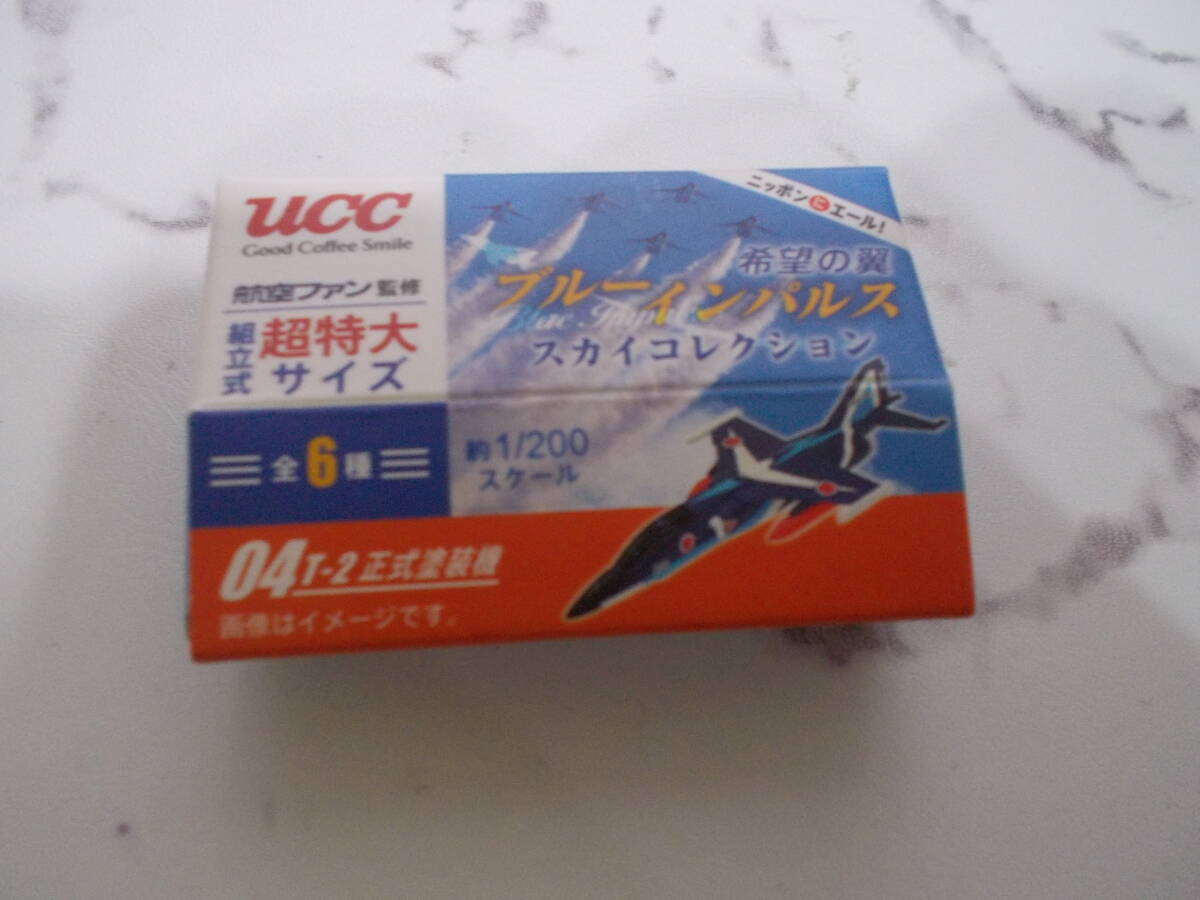 UCC
Good Coffee Smile
航空ファン監修
組立式
超特大
サイズ
全6種
ニッポンにエール!
希望の翼
ブルーインパルス
Blue Impulse
スカイコレクション
約1/200
スケール
04 T-2 正式塗装機
画像はイメージです。